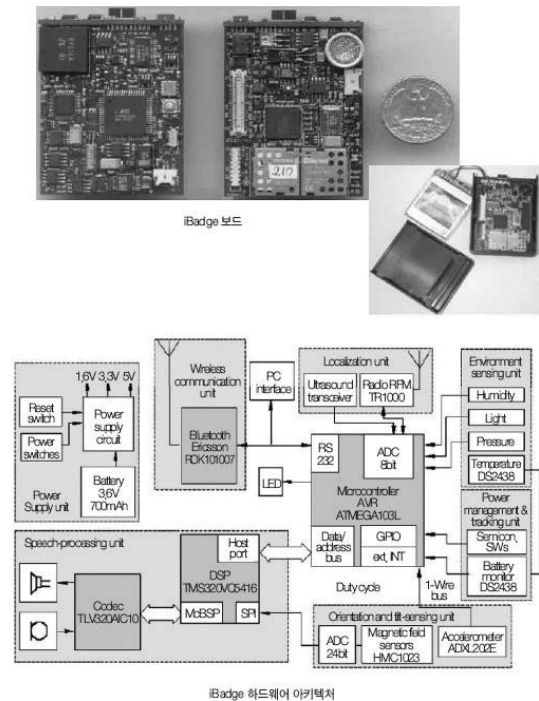 210
iBadge 보드
1,6V 3,3V 5V
Reset
switch
Power
switches
Power
supply
circuit
Battery
3,6V
700mAh
Power
Supply unit
Wireless
communication
unit
Bluetooth
Ericsson
ROK101007
PC
interface
LED
Localization unit
Ultrasound
transceiver
Radio RFM
TR1000
RS
232
ADC
8bit
Microcontroller
AVR
ATMEGA103L
Data/
address
bus
GPIO
ext, INT
Environment
sensing unit
Humidity
Light
Pressure
Temperature
DS2438
Power
management &
tracking unit
Semicon,
SWs
Battery
monitor
DS2438
Speech-processing unit
Codec
TLV320AIC10
Host
port
DSP
TMS320VC5416
McBSP
SPI
Duty cycle
1-Wire
bus
Orientation and tilt-sensing unit
ADC
24bit
Magnetic field
sensors
HMC1023
Accelerometer
ADXL202E
iBadge 하드웨어 아키텍처